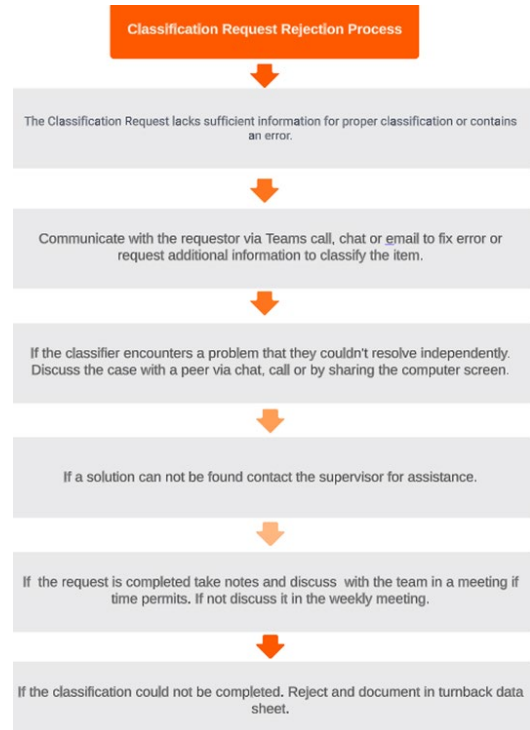 Classification Request Rejection Process
The Classification Request lacks sufficient information for proper classification or contains
an error.
Communicate with the requestor via Teams call, chat or email to fix error or
request additional information to classify the item.
If the classifier encounters a problem that they couldn't resolve independently.
Discuss the case with a peer via chat, call or by sharing the computer screen.
If a solution can not be found contact the supervisor for assistance.
If the request is completed take notes and discuss with the team in a meeting if
time permits. If not discuss it in the weekly meeting.
If the classification could not be completed. Reject and document in turnback data
sheet.